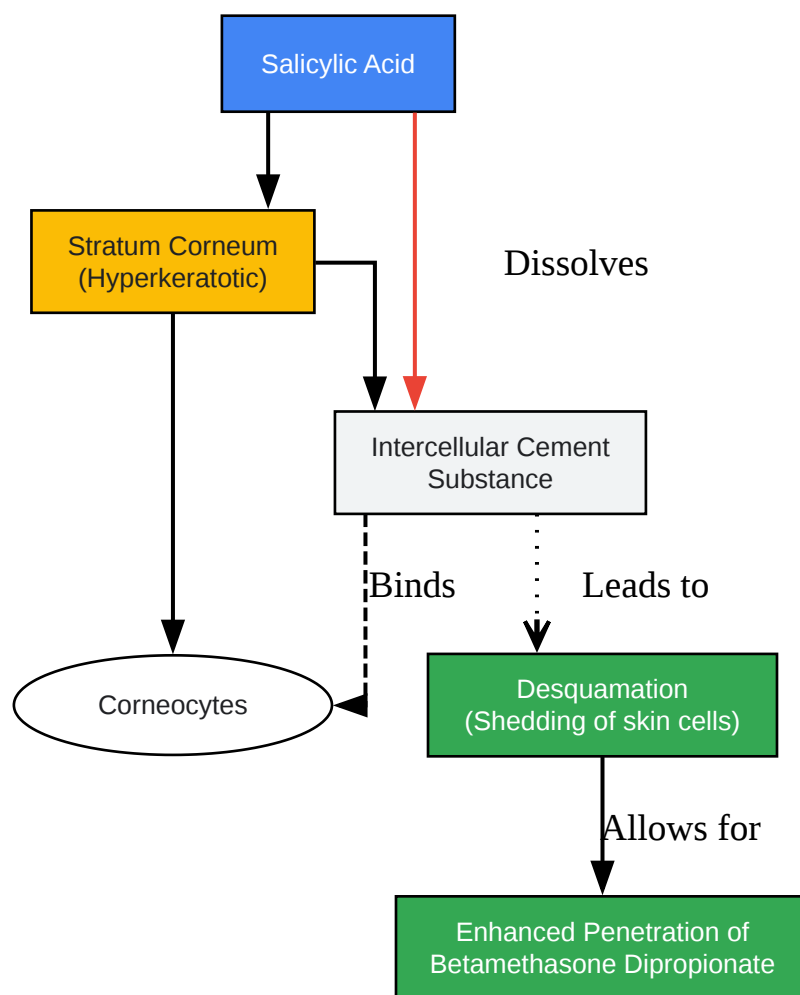 Salicylic Acid
Stratum Corneum
(Hyperkeratotic)
Dissolves
Intercellular Cement
Substance
Binds
Leads to
Corneocytes
Desquamation
(Shedding of skin cells)
Allows for
Enhanced Penetration of
Betamethasone Dipropionate